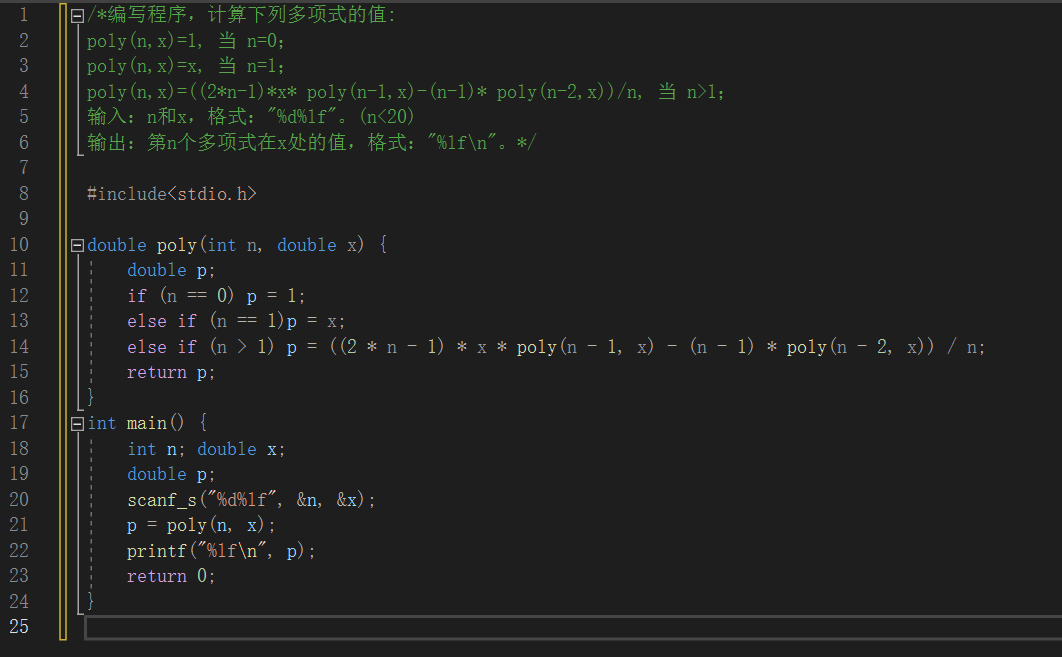 1 /*编写程序，计算下列多项式的值:
2 poly(n,x)=1, 当 n=0；
3 poly(n,x)=x, 当 n=1；
4 poly(n,x)=((2*n-1)*x* poly(n-1,x)-(n-1)* poly(n-2,x))/n, 当 n>1；
5 输入：n和x，格式："%d%lf"。(n<20)
6 输出：第n个多项式在x处的值，格式："%lf\n"。*/
7
8 #include<stdio.h>
9
10 double poly(int n, double x) {
11 double p;
12 if (n == 0) p = 1;
13 else if (n == 1)p = x;
14 else if (n > 1) p = ((2 * n - 1) * x * poly(n - 1, x) - (n - 1) * poly(n - 2, x)) / n;
15 return p;
16 }
17 int main() {
18 int n; double x;
19 double p;
20 scanf_s("%d%lf", &n, &x);
21 p = poly(n, x);
22 printf("%lf\n", p);
23 return 0;
24 }
25